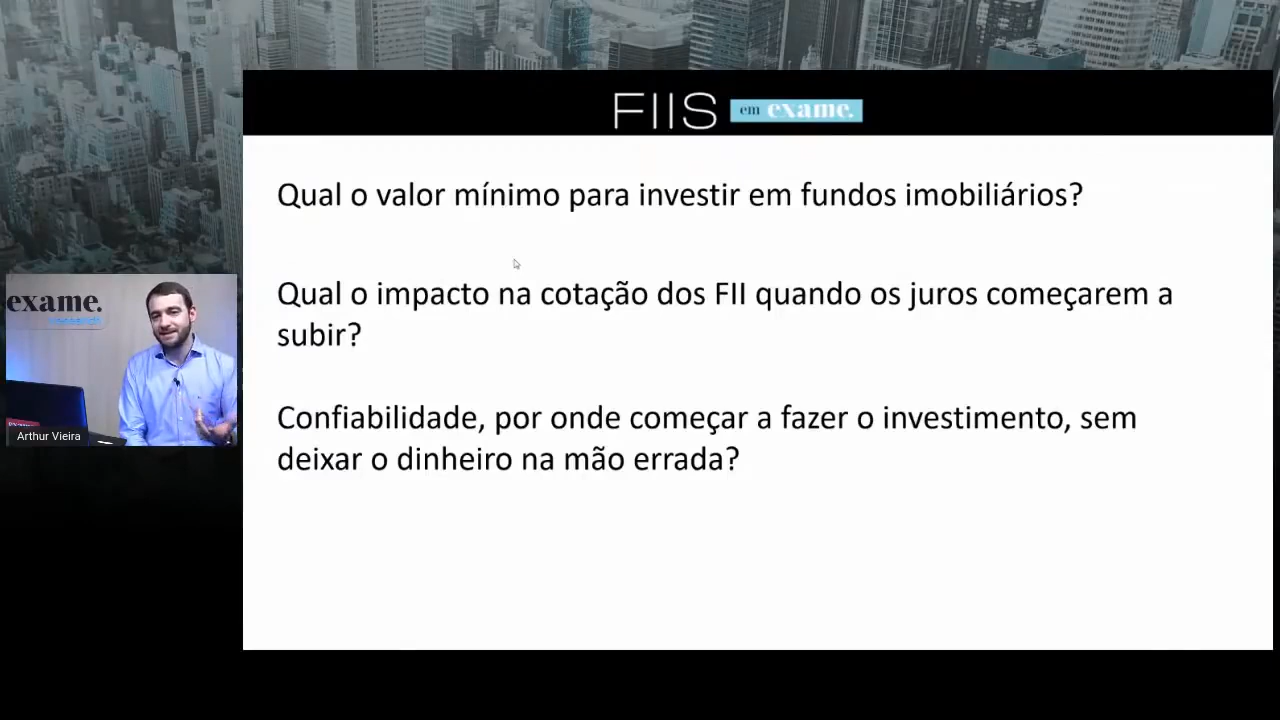 FIIS em exame.
Qual o valor mínimo para investir em fundos imobiliários?
Qual o impacto na cotação dos FII quando os juros começarem a
subir?
Confiabilidade, por onde começar a fazer o investimento, sem
deixar o dinheiro na mão errada?
exame.
Arthur Vieira